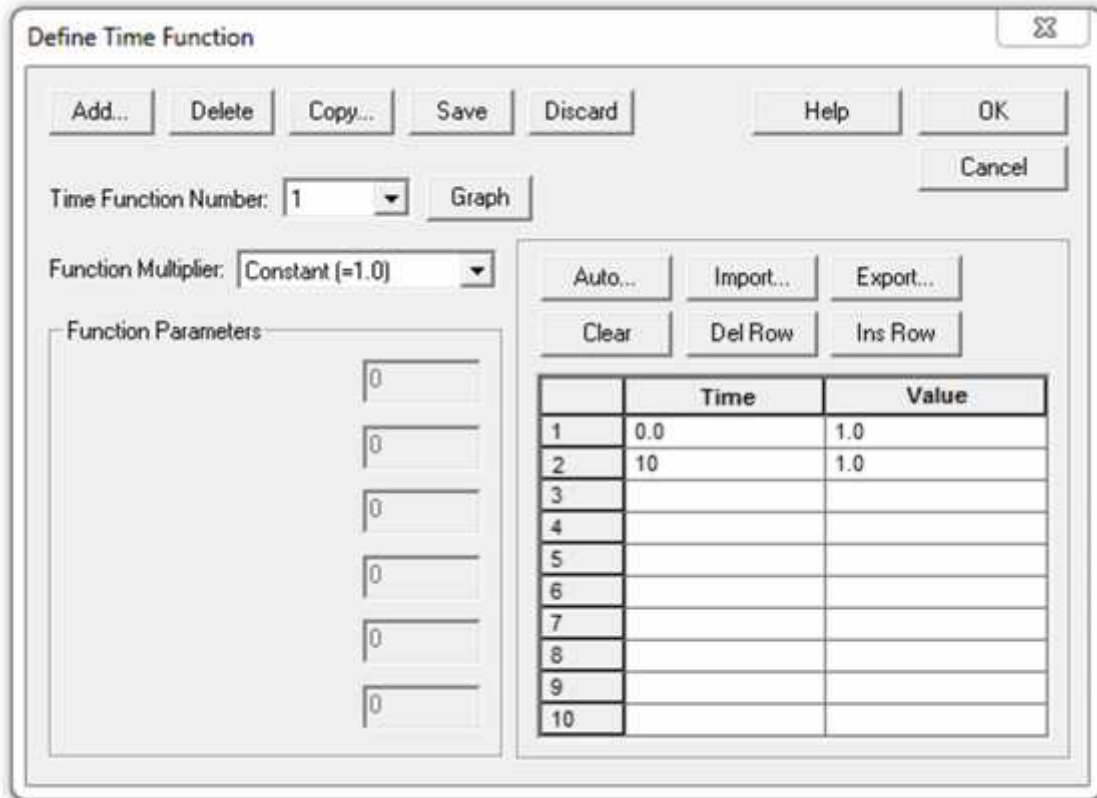 Define Time Function
Add... Delete Copy... Save Discard Help OK
Cancel
Time Function Number: 1 Graph
Function Multiplier: Constant (=1.0)
Auto... Import... Export...
Clear Del Row Ins Row
Function Parameters
0
0
0
0
0
0
Time Value
1 0.0 1.0
2 10 1.0
3
4
5
6
7
8
9
10